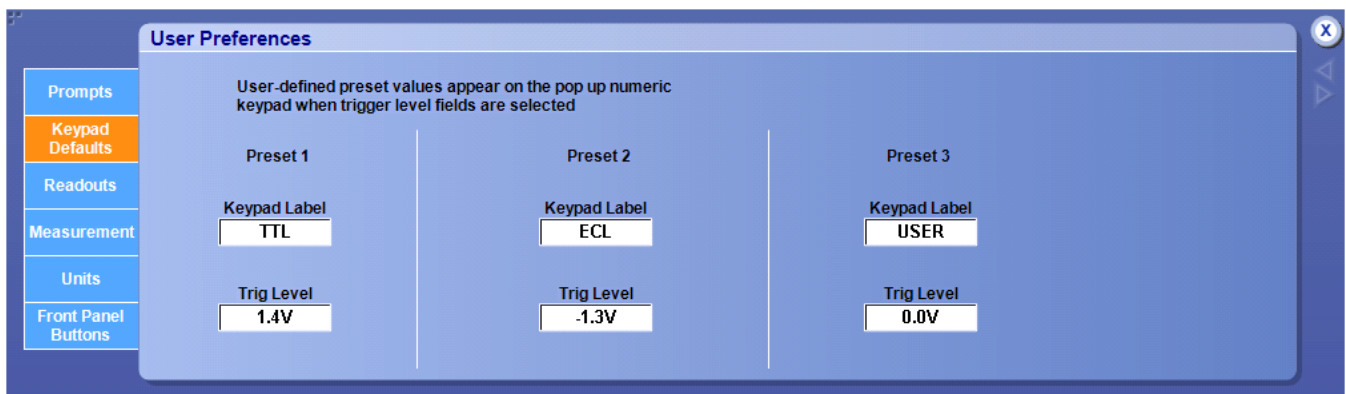 User Preferences
X
Prompts
Keypad
Defaults
Readouts
Measurement
Units
Front Panel
Buttons
User-defined preset values appear on the pop up numeric
keypad when trigger level fields are selected
Preset 1
Keypad Label
TTL
Trig Level
1.4V
Preset 2
Keypad Label
ECL
Trig Level
-1.3V
Preset 3
Keypad Label
USER
Trig Level
0.0V